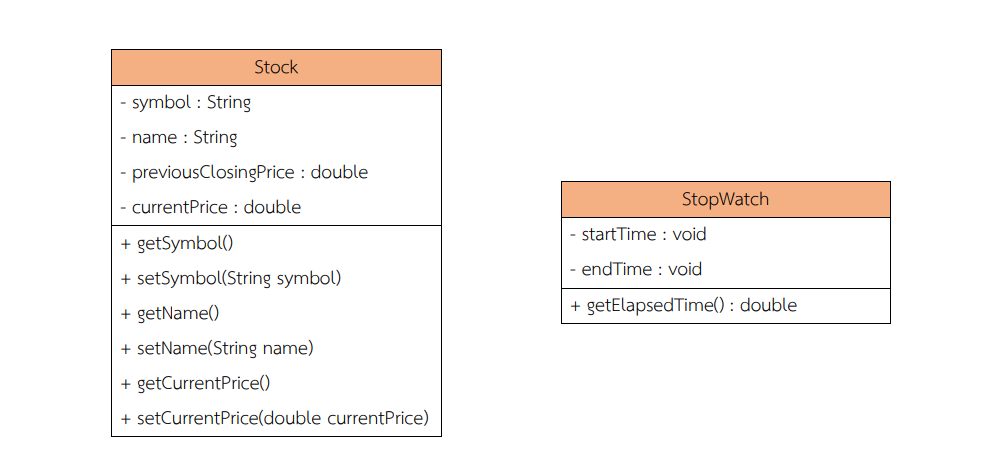 Stock
- symbol : String
- name : String
- previousClosingPrice : double
- currentPrice : double
+ getSymbol()
+ setSymbol(String symbol)
+ getName()
+ setName(String name)
+ getCurrentPrice()
+ setCurrentPrice(double currentPrice)
StopWatch
- startTime : void
- endTime : void
+ getElapsedTime() : double